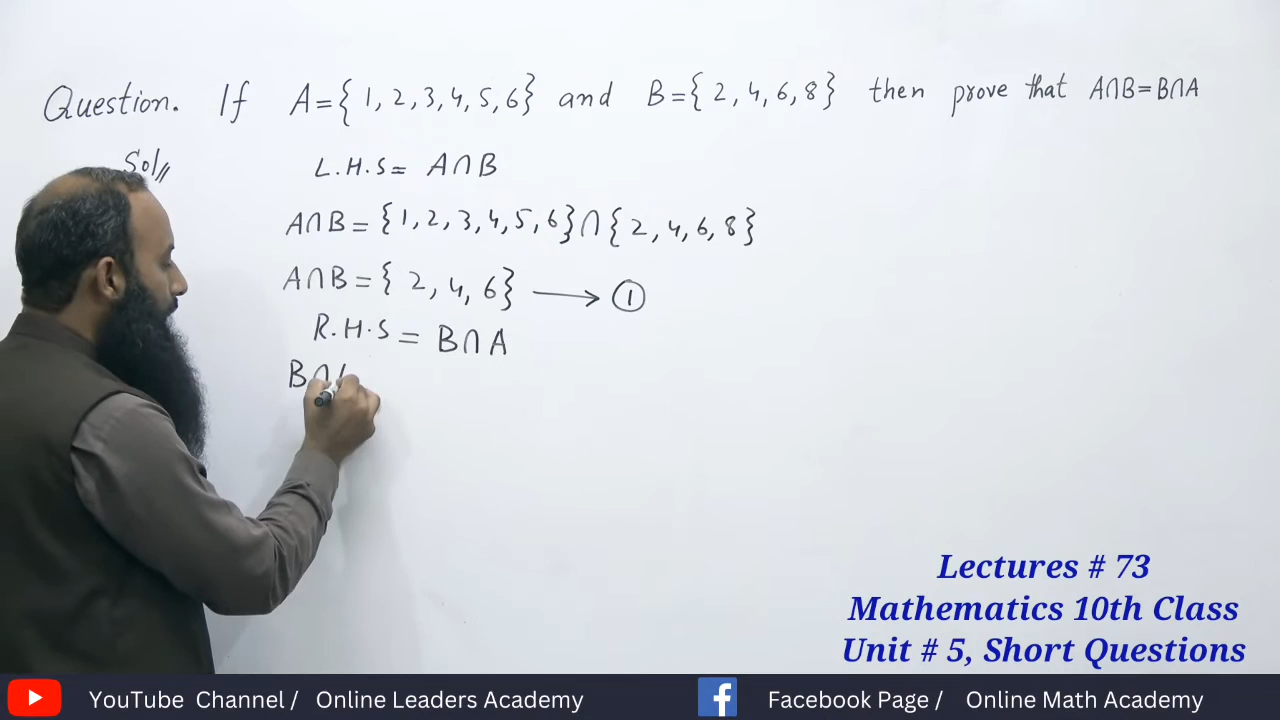 Question. If A={1,2,3,4,5,6} and B={2,4,6,8} then prove that A∩B=B∩A
Sol//
L.H.S= A∩B
A∩B={1,2,3,4,5,6}∩{2,4,6,8}
A∩B={2,4,6} ⟶ ①
R.H.S = B∩A
B∩
Lectures # 73
Mathematics 10th Class
Unit # 5, Short Questions
YouTube Channel / Online Leaders Academy
Facebook Page / Online Math Academy